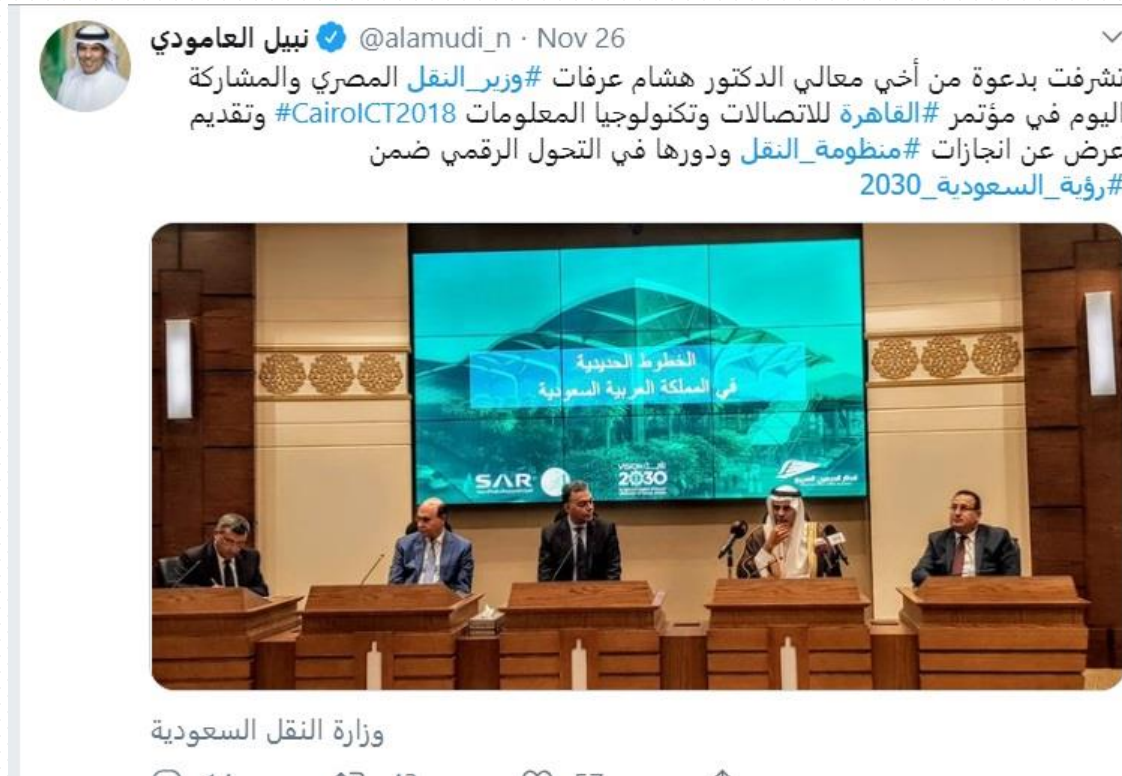 نبيل العامودي @alamudi_n · Nov 26
تشرفت بدعوة من أخي معالي الدكتور هشام عرفات #وزير_النقل المصري والمشاركة
اليوم في مؤتمر #القاهرة للاتصالات وتكنولوجيا المعلومات #CairoICT2018 وتقديم
عرض عن انجازات #منظومة_النقل ودورها في التحول الرقمي ضمن
#رؤية_السعودية_2030
الخطوط الحديدية
في المملكة العربية السعودية
SAR
VISION رؤية
2030
وزارة النقل السعودية